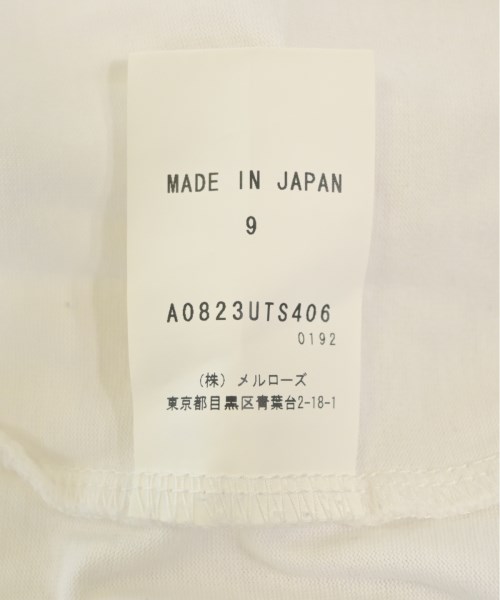 MADE IN JAPAN
9
A0823UTS406
0192
(株) メルローズ
東京都目黒区青葉台2-18-1